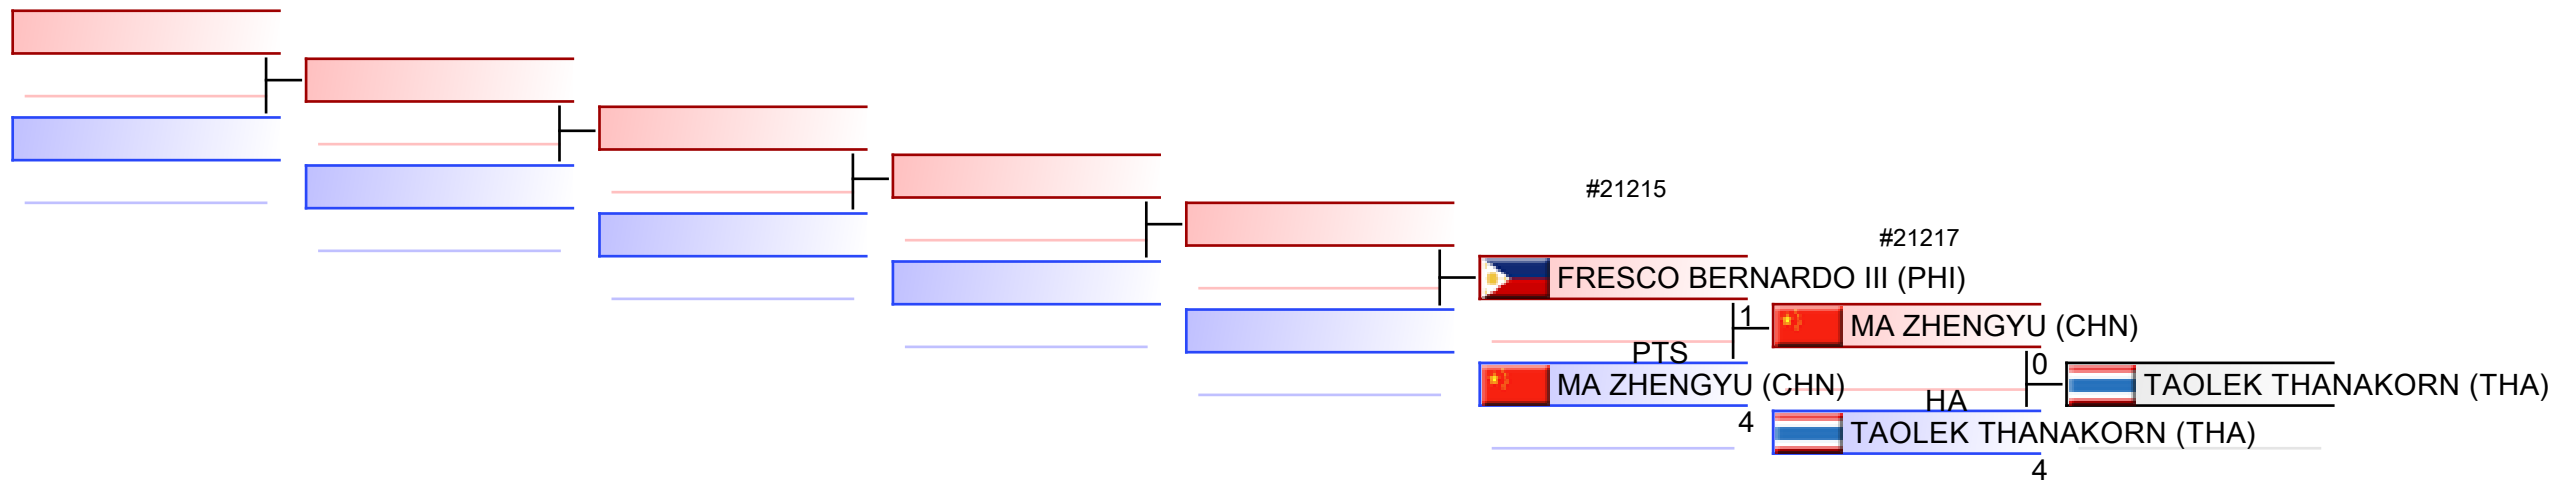 #21215
#21217
FRESCO BERNARDO III (PHI)
1
MA ZHENGYU (CHN)
PTS
0
MA ZHENGYU (CHN)
TAOLEK THANAKORN (THA)
HA
4
TAOLEK THANAKORN (THA)
4